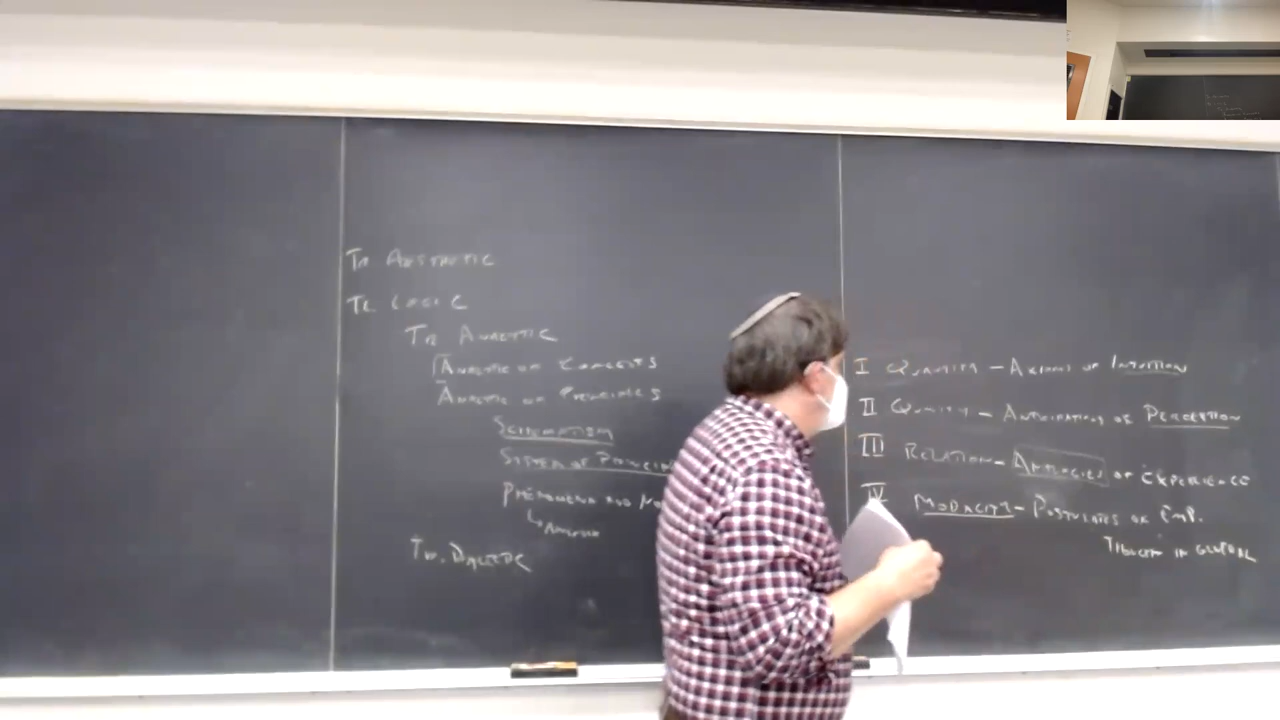 Tr AESTHETIC
Tr LOGIC
Tr ANALYTIC
ANALYTIC OF CONCEPTS
ANALYTIC OF PRINCIPLES
SCHEMATISM
SYSTEM OF PRINCIP
PHENOMENA AND NO
Tr. DIALECTIC
I QUANTITY - AXIOMS OF INTUITION
II QUALITY - ANTICIPATIONS OF PERCEPTION
III RELATION - ANALOGIES OF EXPERIENCE
IV MODALITY - POSTULATES OF EMP.
THOUGHT IN GENERAL